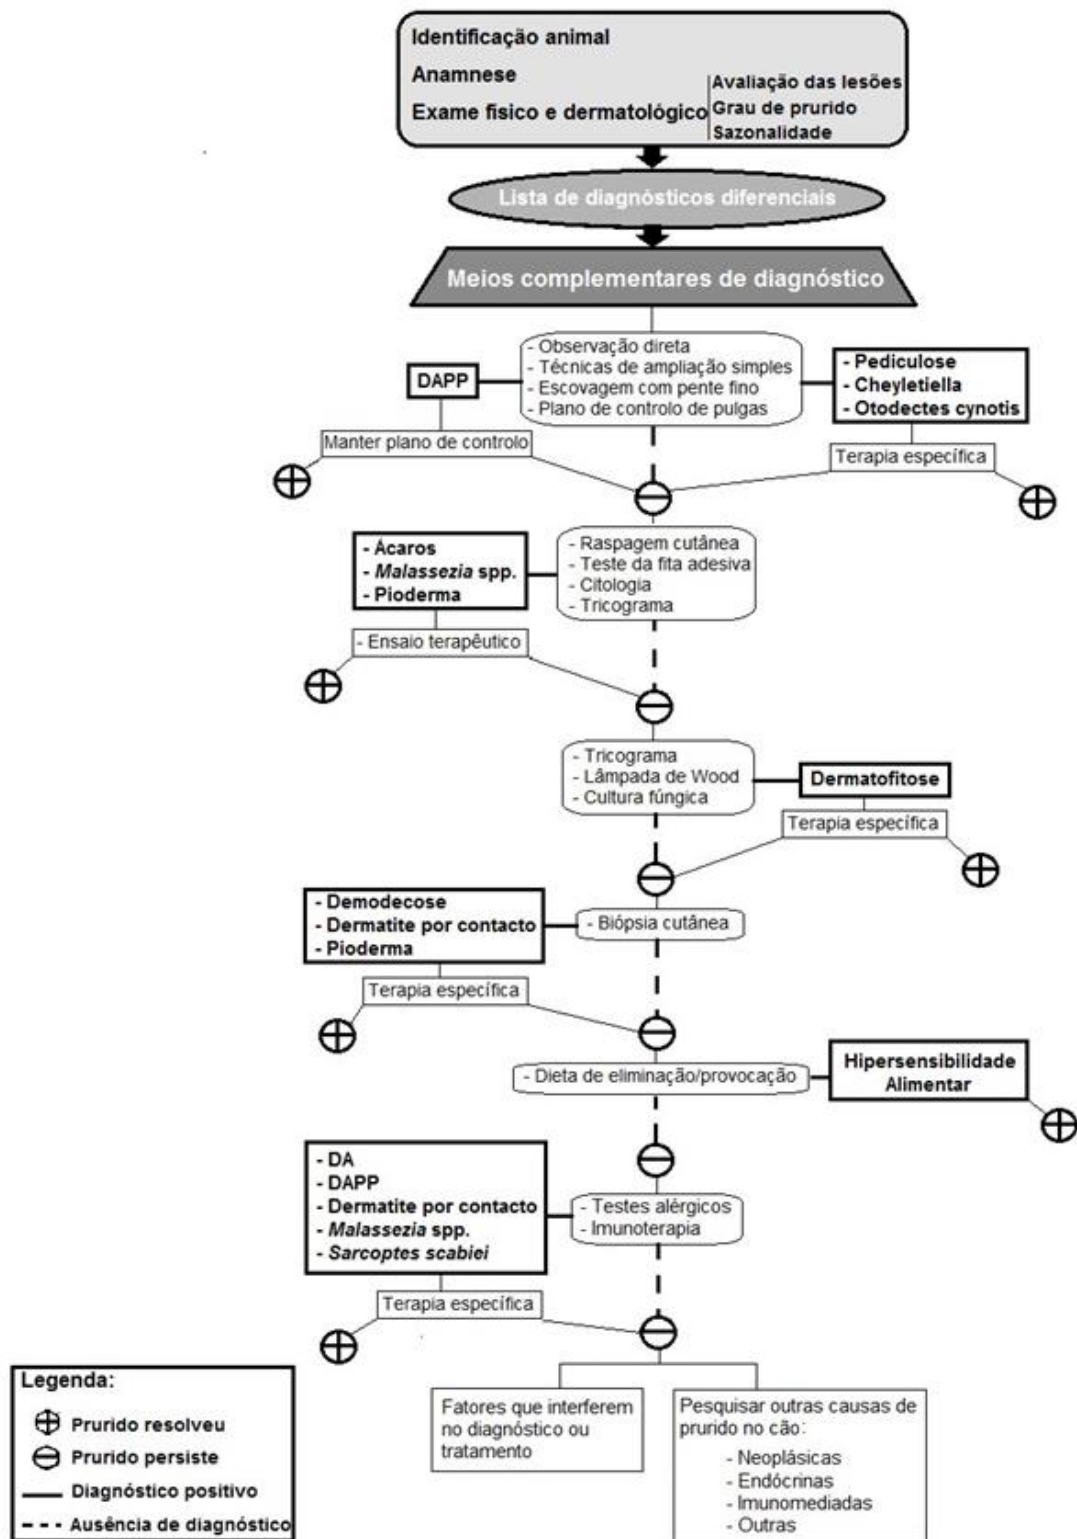 Identificação animal
Anamnese
Exame fisico e dermatológico
Avaliação das lesões
Grau de prurido
Sazonalidade
Lista de diagnósticos diferenciais
Meios complementares de diagnóstico
- Observação direta
- Técnicas de ampliação simples
- Escovagem com pente fino
- Plano de controlo de pulgas
DAPP
- Pediculose
- Cheyletiella
- Otodectes cynotis
Manter plano de controlo
Terapia específica
- Ácaros
- Malassezia spp.
- Pioderma
- Raspagem cutânea
- Teste da fita adesiva
- Citologia
- Tricograma
- Ensaio terapêutico
- Tricograma
- Lâmpada de Wood
- Cultura fúngica
Dermatofitose
Terapia específica
- Demodecose
- Dermatite por contacto
- Pioderma
- Biópsia cutânea
Terapia específica
- Dieta de eliminação/provocação
Hipersensibilidade
Alimentar
- DA
- DAPP
- Dermatite por contacto
- Malassezia spp.
- Sarcoptes scabiei
- Testes alérgicos
- Imunoterapia
Terapia específica
Legenda:
Prurido resolveu
Prurido persiste
Diagnóstico positivo
Ausência de diagnóstico
Fatores que interferem
no diagnóstico ou
tratamento
Pesquisar outras causas de
prurido no cão:
- Neoplásicas
- Endócrinas
- Imunomediadas
- Outras